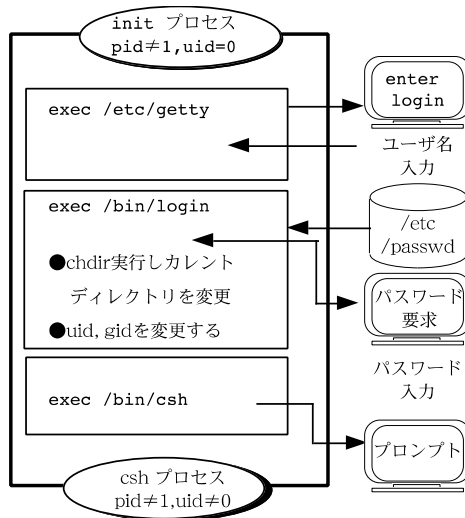 init プロセス
pid≠1,uid=0
exec /etc/getty
enter
login
ユーザ名
入力
exec /bin/login
/etc
/passwd
●chdir実行しカレント
ディレクトリを変更
●uid, gidを変更する
パスワード
要求
パスワード
入力
exec /bin/csh
プロンプト
csh プロセス
pid≠1,uid≠0